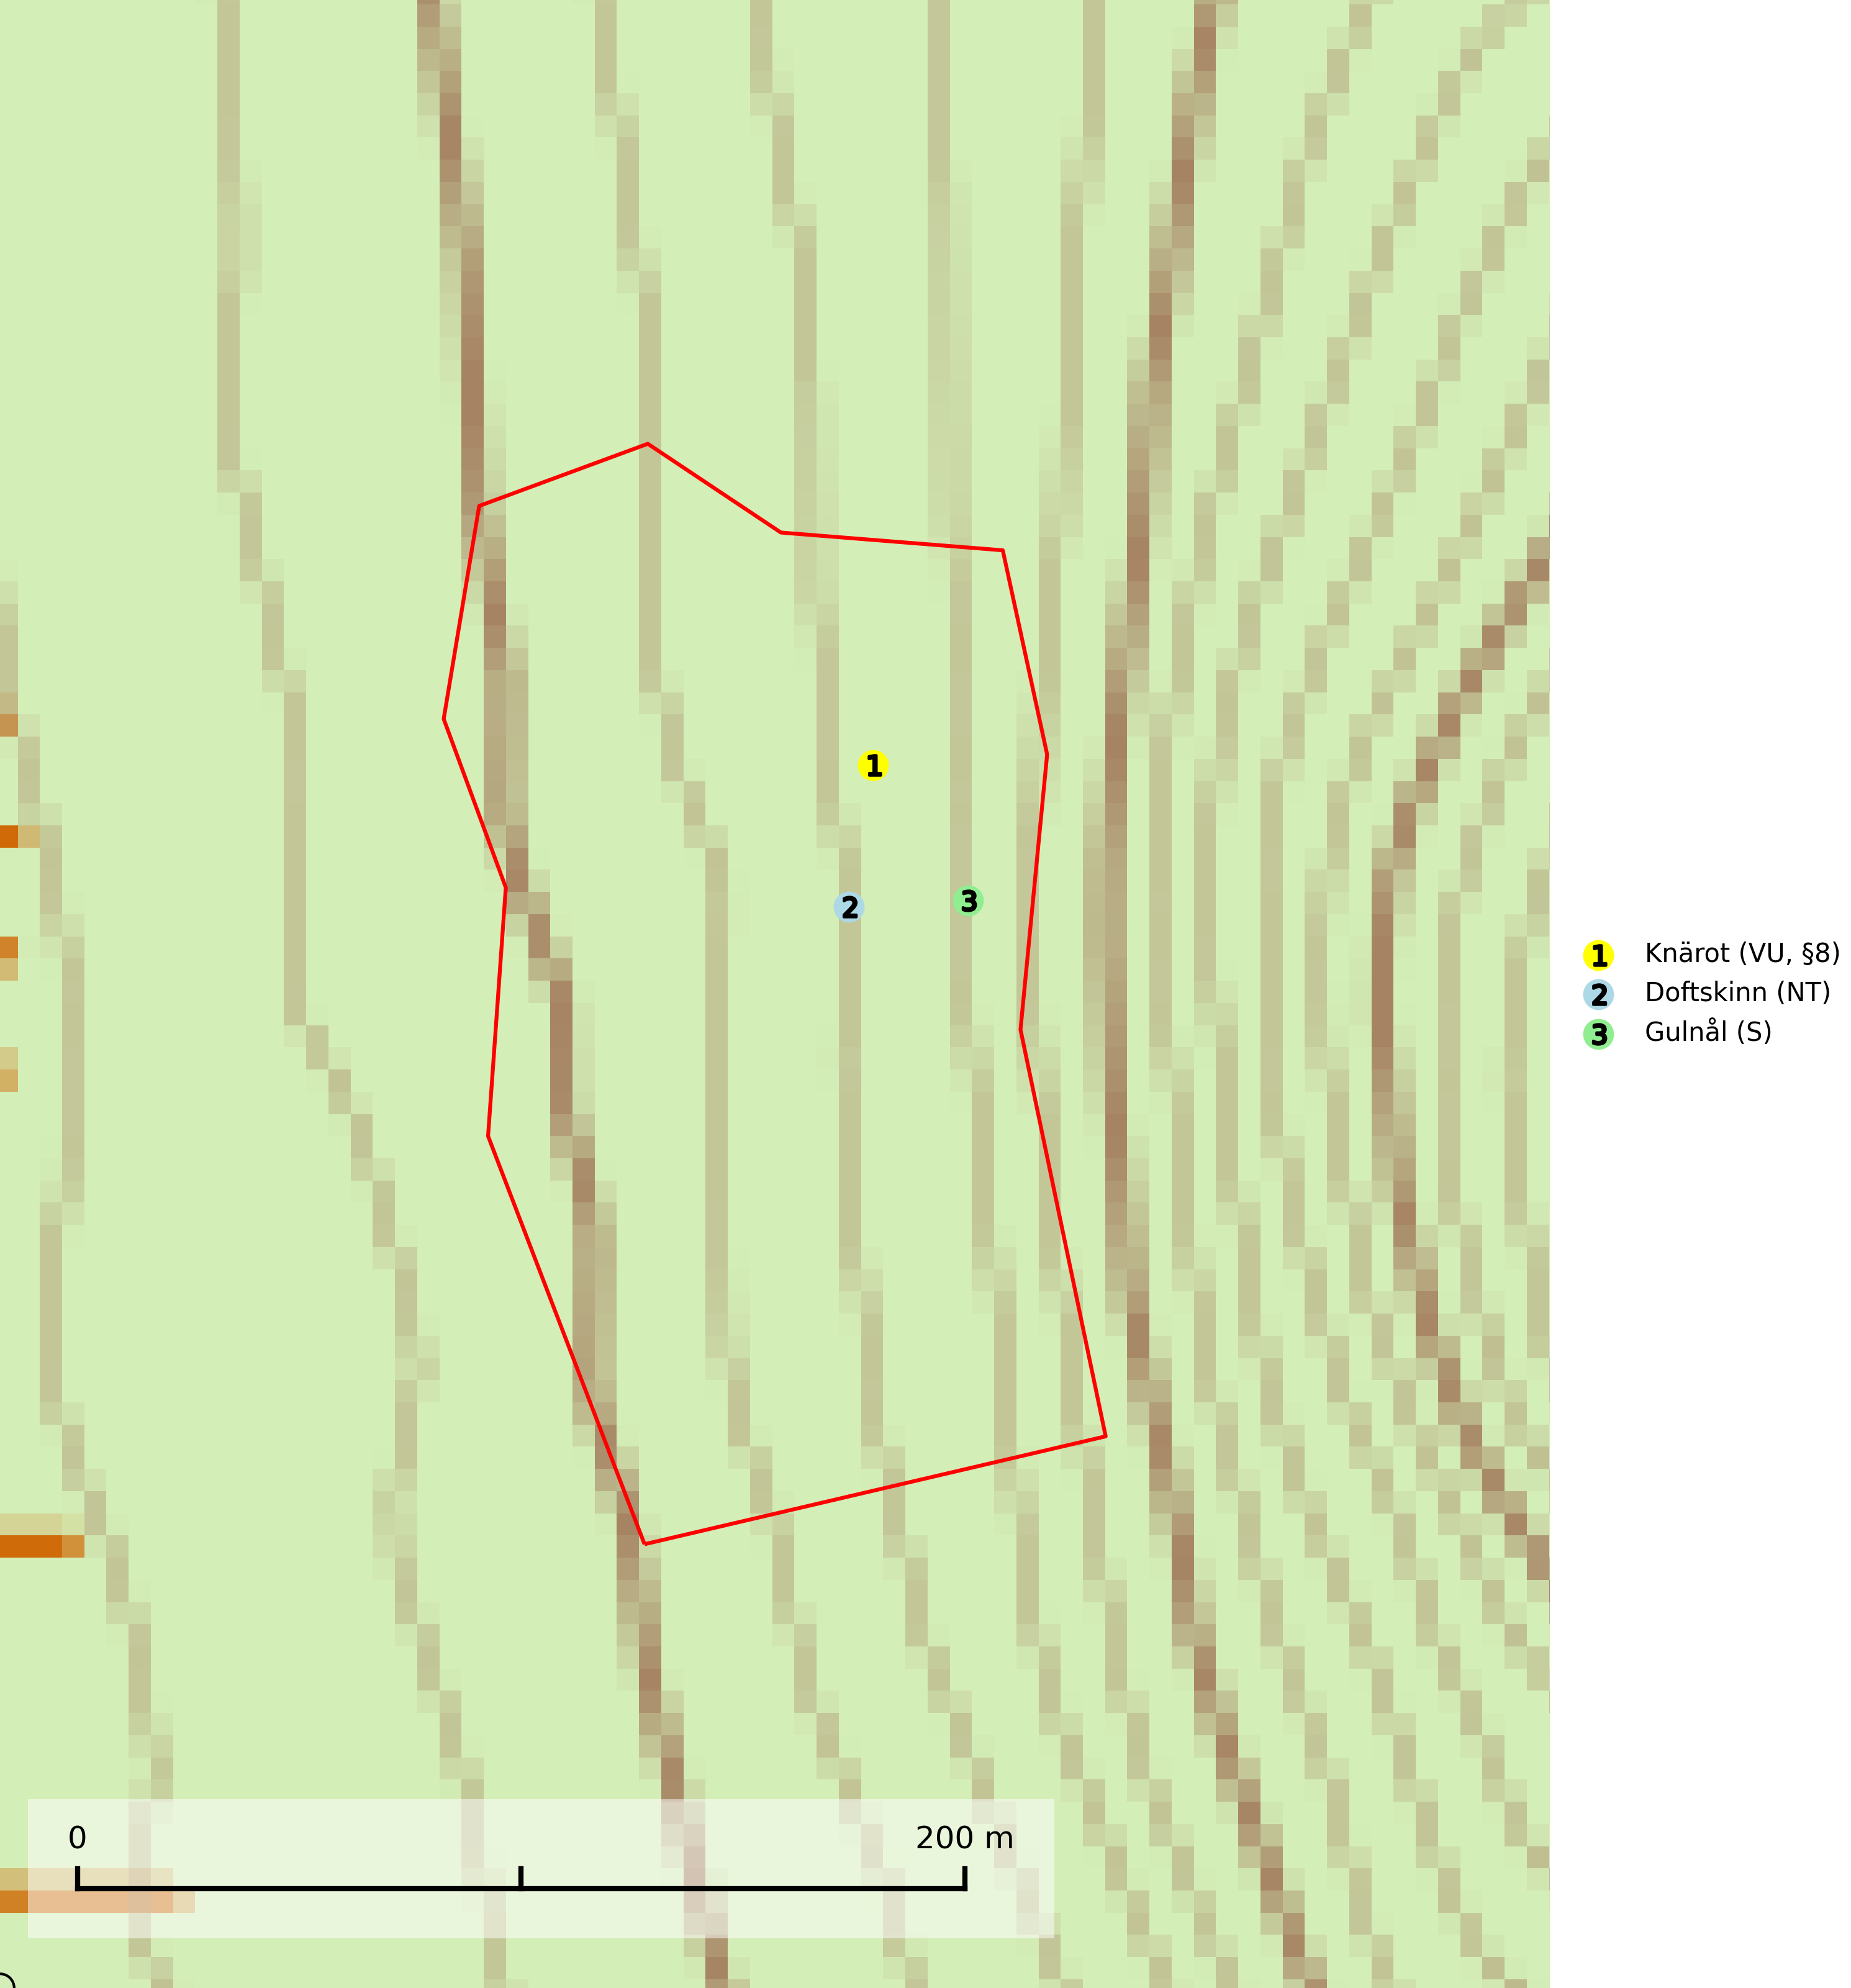 1
2
3
1 Knärot (VU, §8)
2 Doftskinn (NT)
3 Gulnål (S)
0 200 m